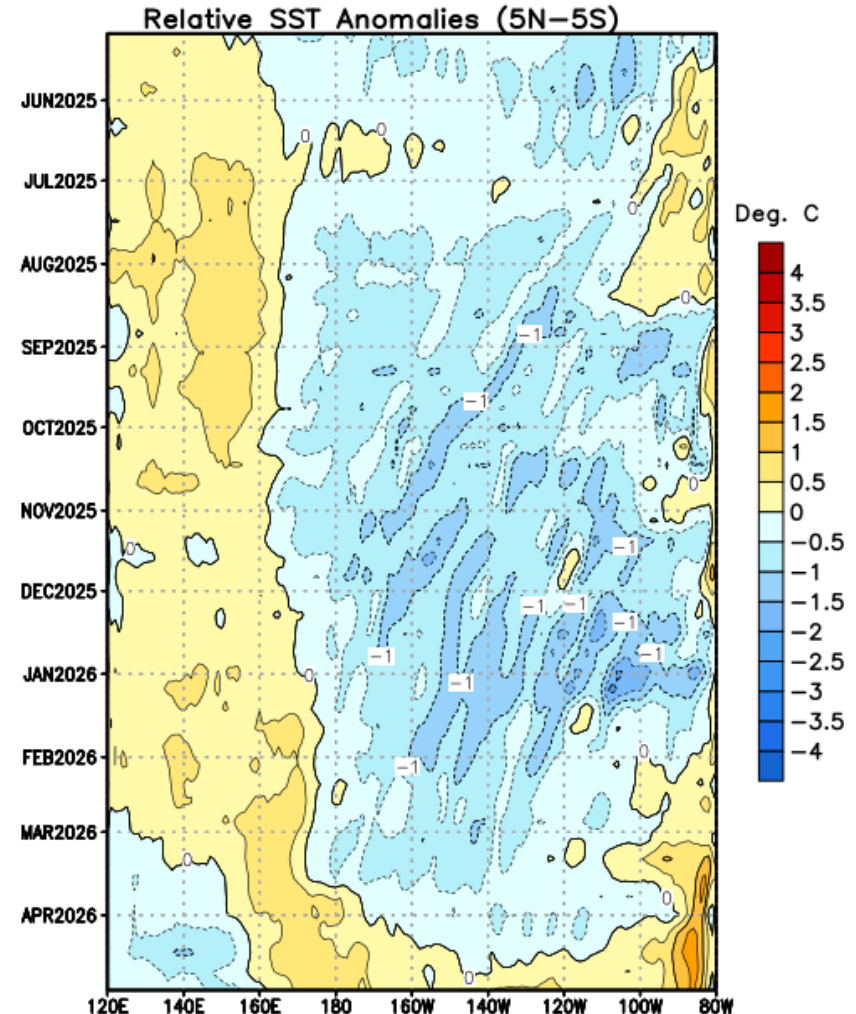 Relative SST Anomalies (5N−5S)
0
0
JUN2025
JUL2025
0
AUG2025
0
−1
SEP2025
−1
OCT2025
0
NOV2025
0
−1
DEC2025
−1
−1
−1
−1
−1
JAN2026
0
−1
0
FEB2026
−1
MAR2026
0
0
APR2026
0
120E 140E 160E 180 160W 140W 120W 100W 80W
Deg. C
4
3.5
3
2.5
2
1.5
1
0.5
0
−0.5
−1
−1.5
−2
−2.5
−3
−3.5
−4